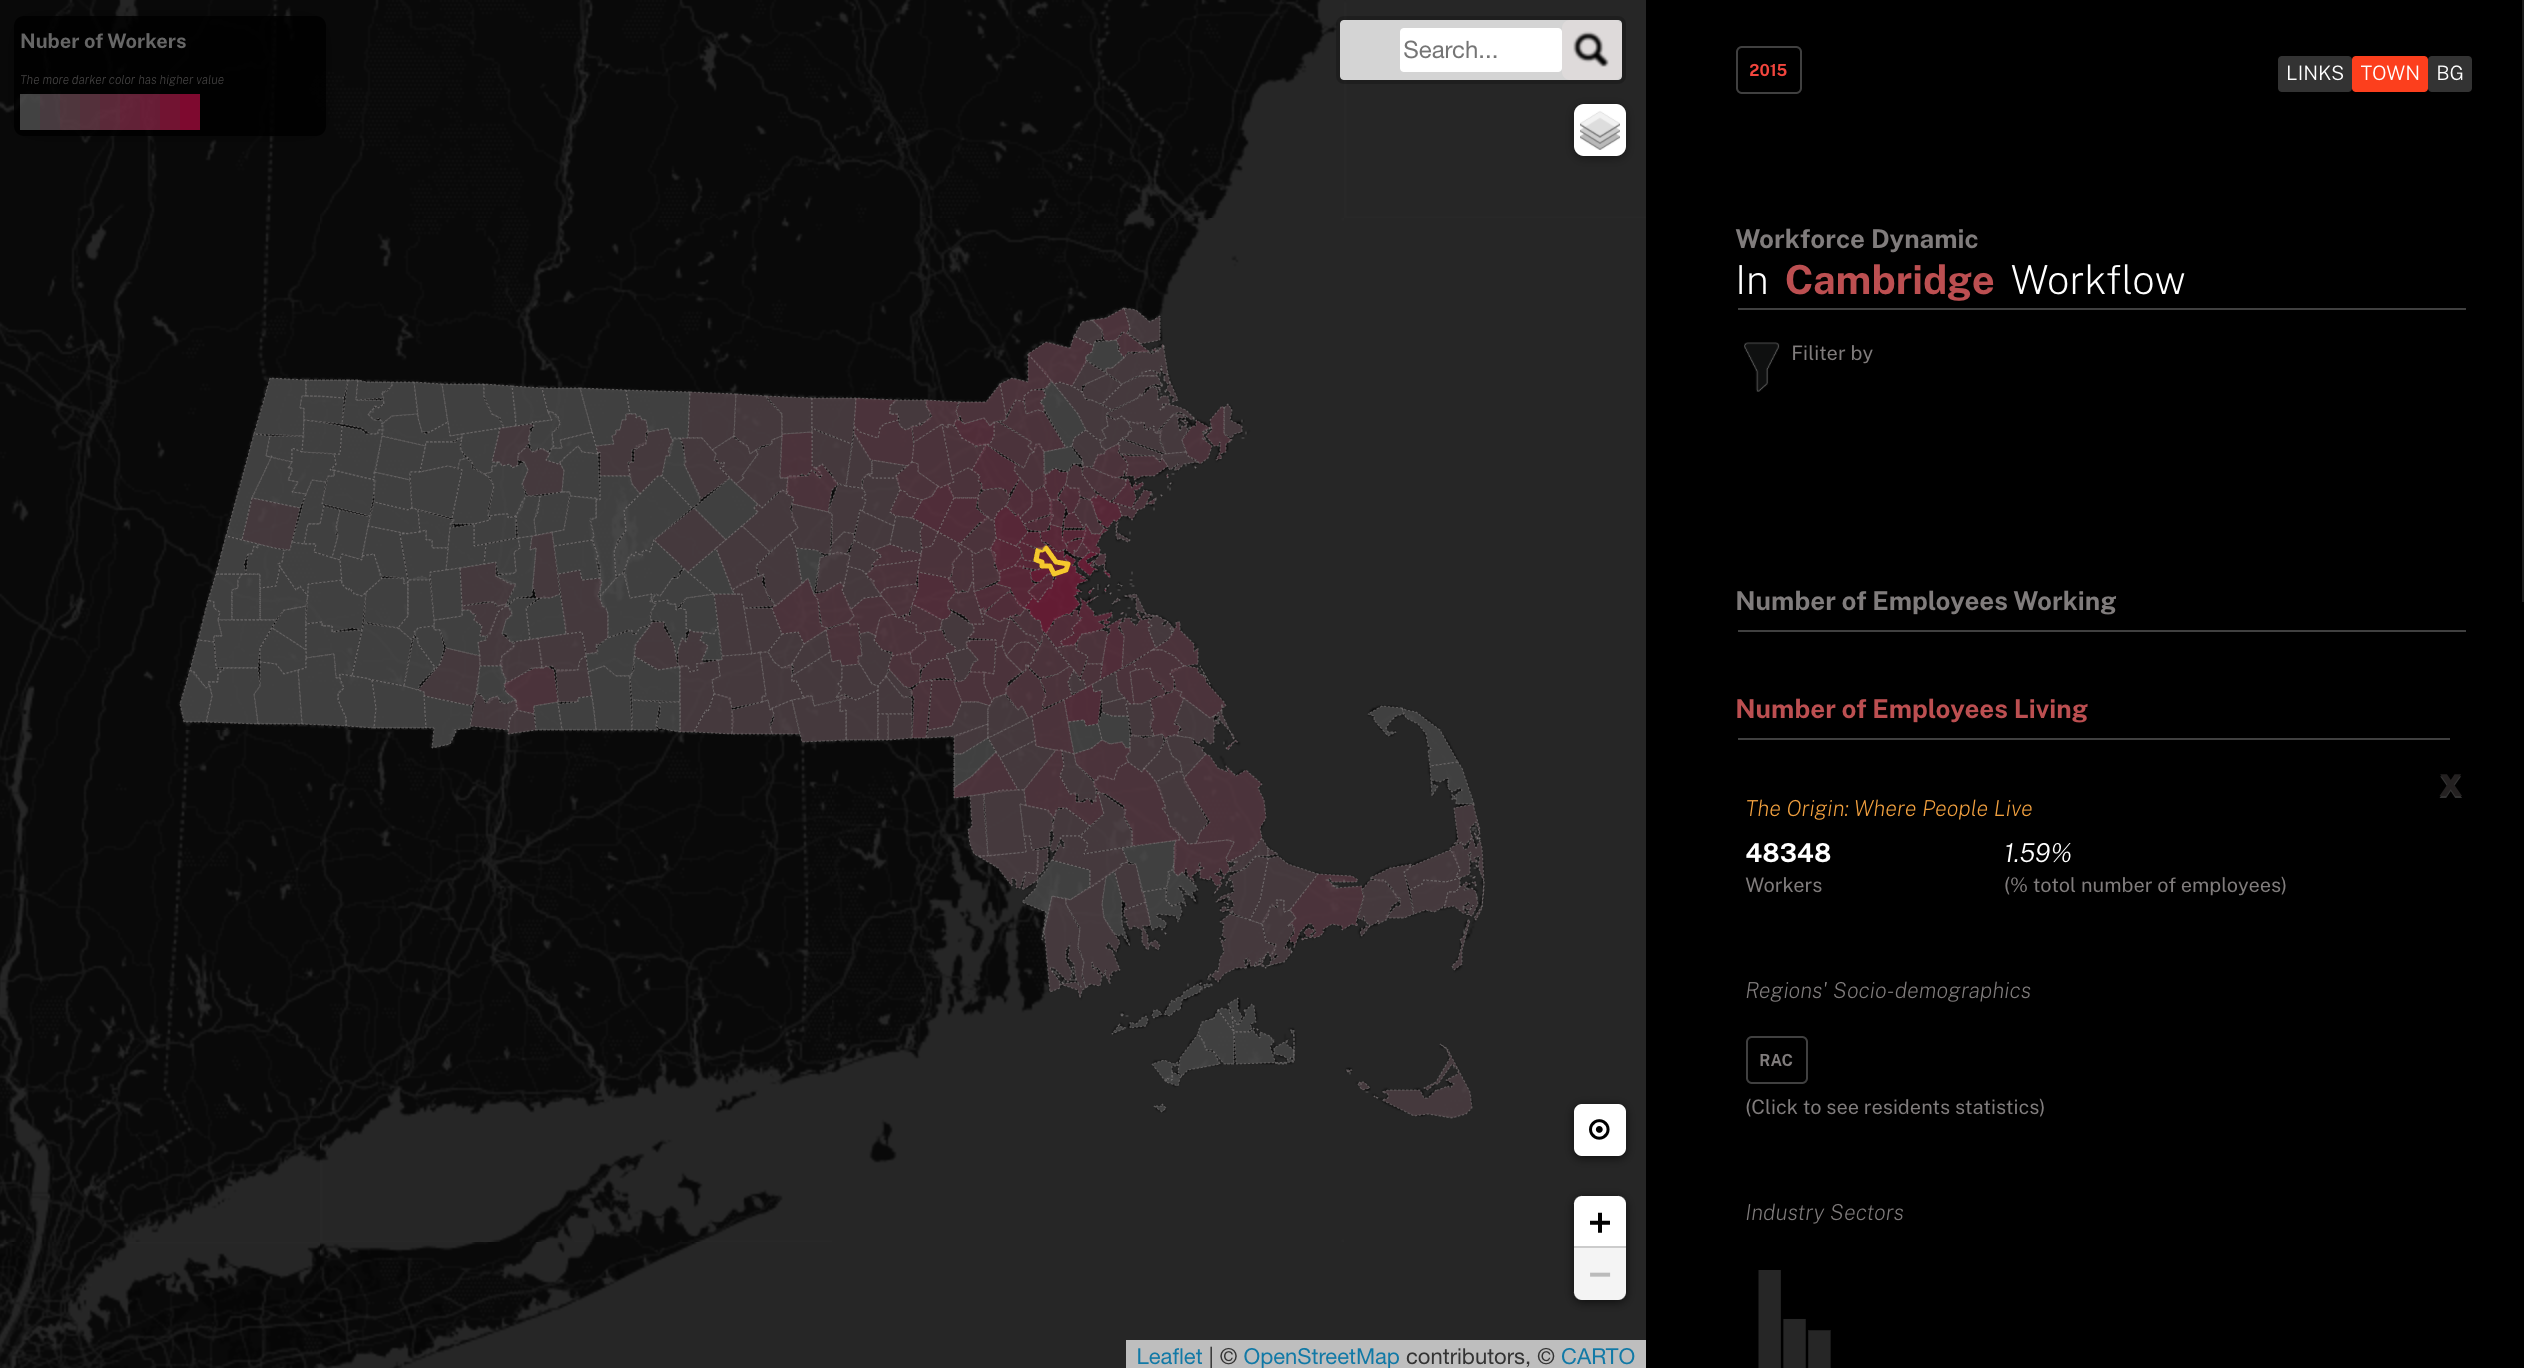 Nuber of Workers
The more darker color has higher value
Search...
2015
LINKS TOWN BG
Workforce Dynamic
In Cambridge Workflow
Filiter by
Number of Employees Working
Number of Employees Living
X
The Origin: Where People Live
48348 1.59%
Workers (% totol number of employees)
Regions' Socio-demographics
RAC
(Click to see residents statistics)
Industry Sectors
+
−
Leaflet | © OpenStreetMap contributors, © CARTO